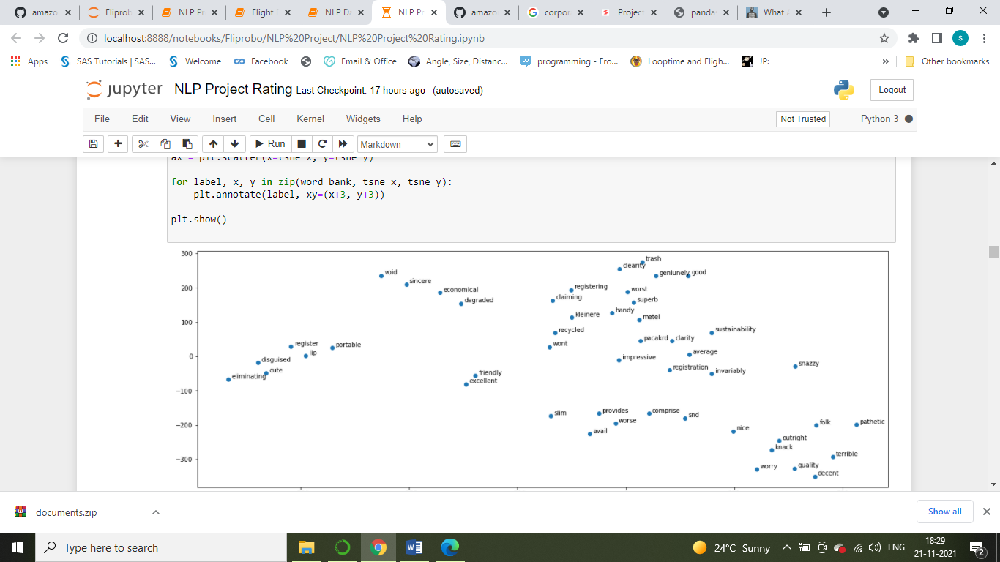 amazo
Fliprob
NLP Pr
Flight
NLP Da
NLP Pr
amazo
corpor
Project
panda
What
localhost:8888/notebooks/Fliprobo/NLP%20Project/NLP%20Project%20Rating.ipynb
s
Apps
SAS Tutorials | SAS...
Welcome
Facebook
Email & Office
Angle, Size, Distanc...
programming - Fro...
Looptime and Fligh...
JP:
»
Other bookmarks
jupyter NLP Project Rating Last Checkpoint: 17 hours ago (autosaved)
Logout
File Edit View Insert Cell Kernel Widgets Help
Not Trusted
Python 3
Run
Markdown
ax = plt.scatter(x=tsne_x, y=tsne_y)
for label, x, y in zip(word_bank, tsne_x, tsne_y):
plt.annotate(label, xy=(x+3, y+3))
plt.show()
300
200
100
0
−100
−200
−300
trash
clearity
geniunely
good
void
sincere
economical
degraded
registering
claiming
worst
superb
handy
kleinere
metel
recycled
sustainability
wont
pacakrd
clarity
average
impressive
registration
invariably
snazzy
register
portable
lip
disguised
cute
eliminating
friendly
excellent
slim
provides
worse
avail
comprise
snd
nice
folk
pathetic
outright
knack
terrible
worry
quality
decent
documents.zip
Show all
Type here to search
24°C Sunny
ENG
18:29
21-11-2021
2